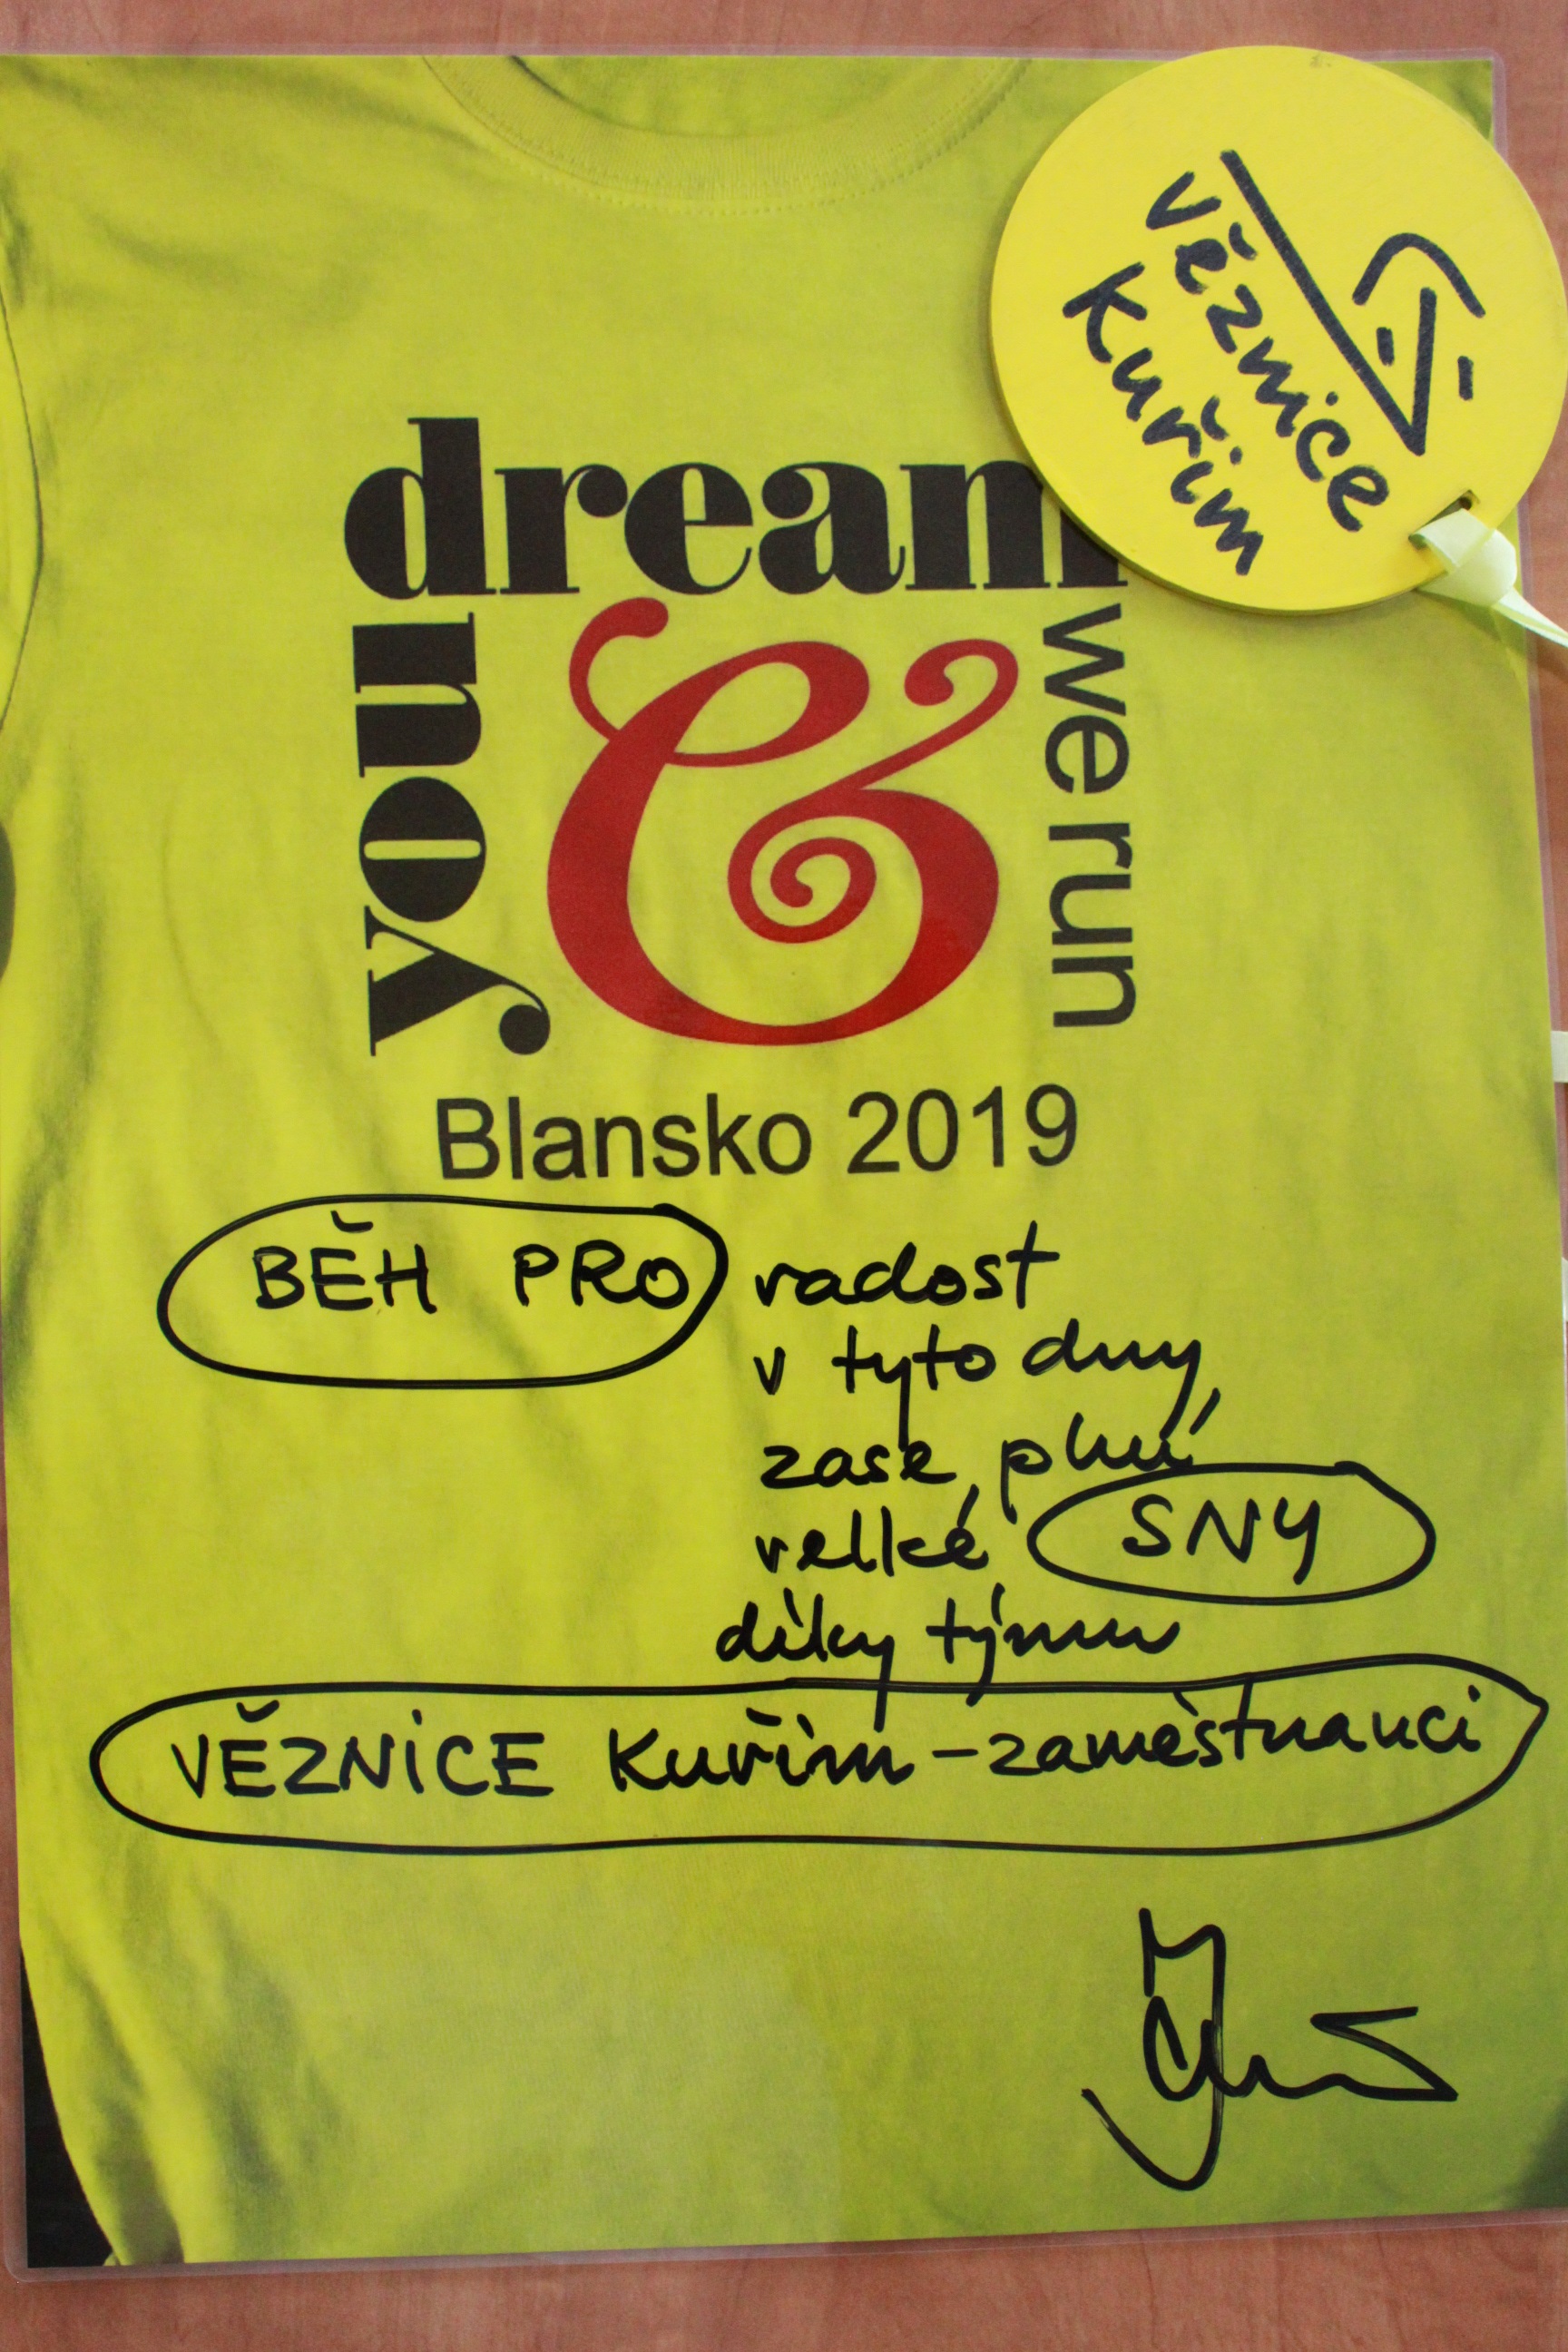 Věznice
Kuřim
you
dream
&
we run
Blansko 2019
BĚH PRO radost
v tyto dny
zase plní
velké SNY
díky týmu
VĚZNICE Kuřim - zaměstnanci